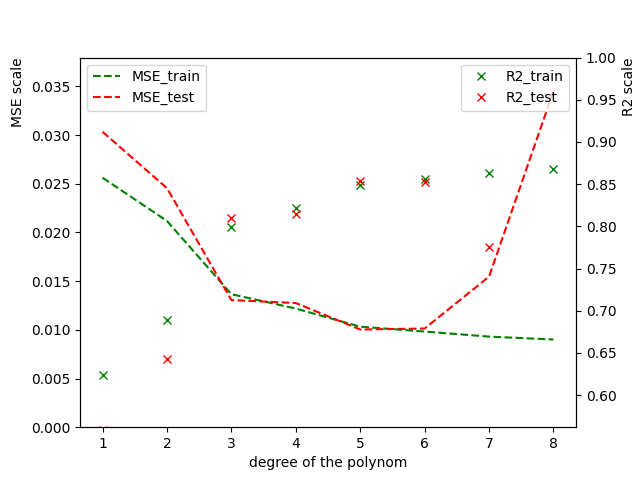 MSE scale
R2 scale
MSE_train
MSE_test
R2_train
R2_test
0.035
0.030
0.025
0.020
0.015
0.010
0.005
0.000
1.00
0.95
0.90
0.85
0.80
0.75
0.70
0.65
0.60
1 2 3 4 5 6 7 8
degree of the polynom